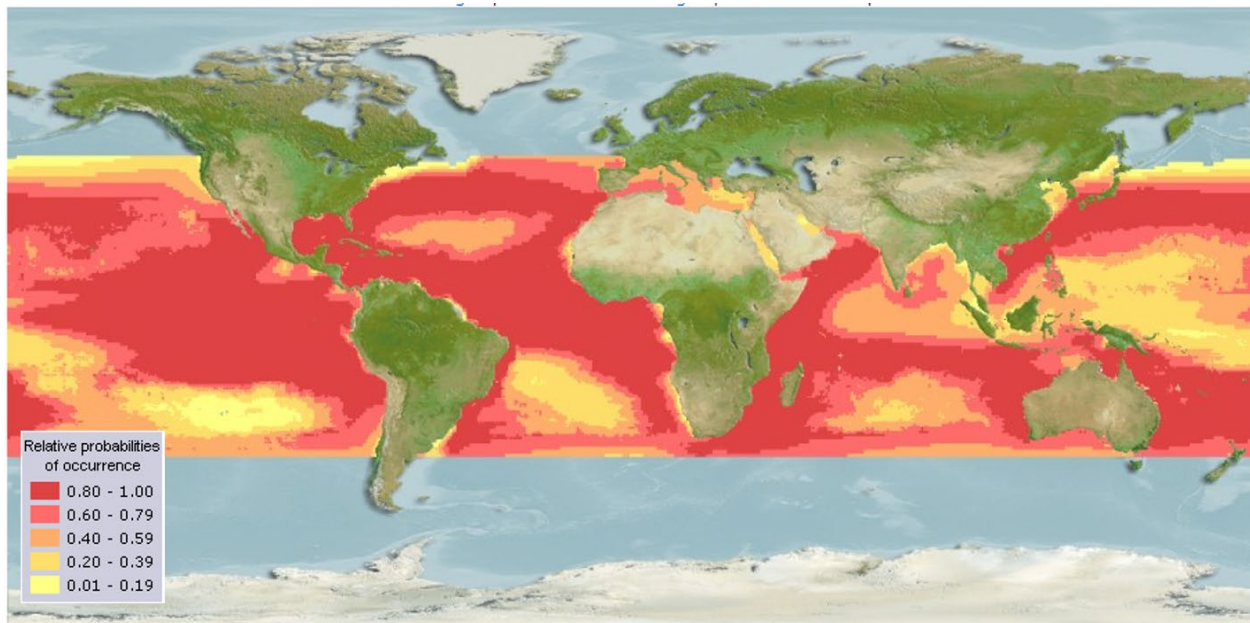 Relative probabilities
of occurrence
0.80 - 1.00
0.60 - 0.79
0.40 - 0.59
0.20 - 0.39
0.01 - 0.19